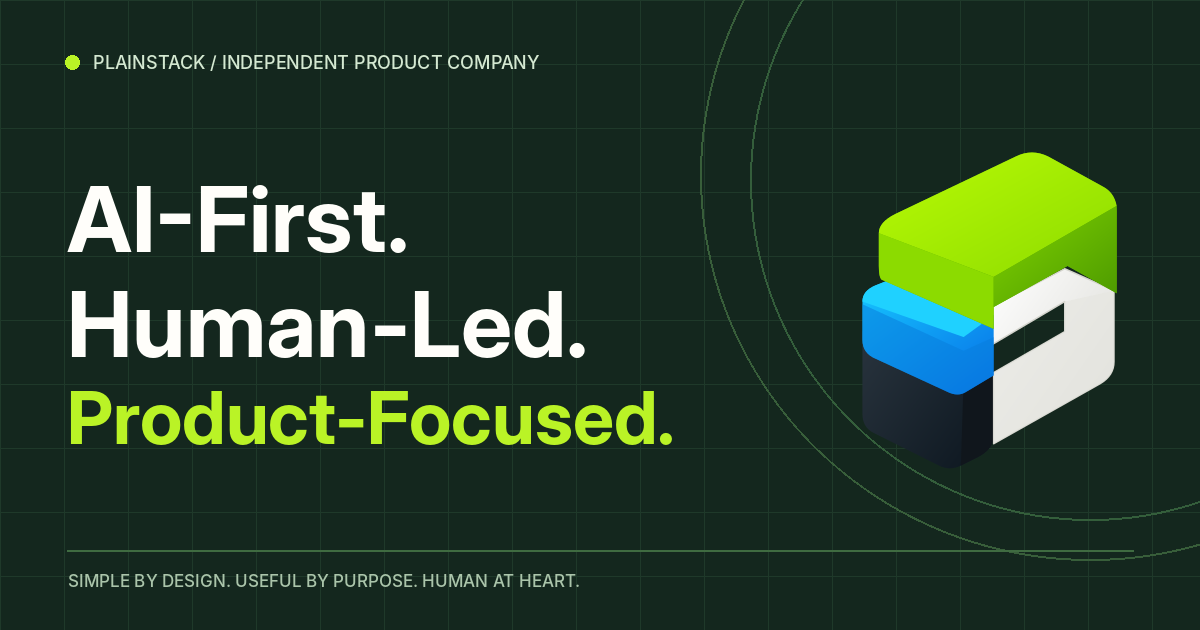 PLAINSTACK / INDEPENDENT PRODUCT COMPANY
AI-First.
Human-Led.
Product-Focused.
SIMPLE BY DESIGN. USEFUL BY PURPOSE. HUMAN AT HEART.